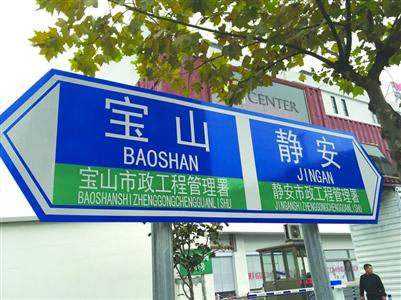 CENTER
宝山
BAOSHAN
宝山市政工程管理署
BAOSHANSHIZHENGGONGCHENGGUANLISHU
静安
JINGAN
静安市政工程管理署
JINGANSHIZHENGGONGCHENGGUANLISHU